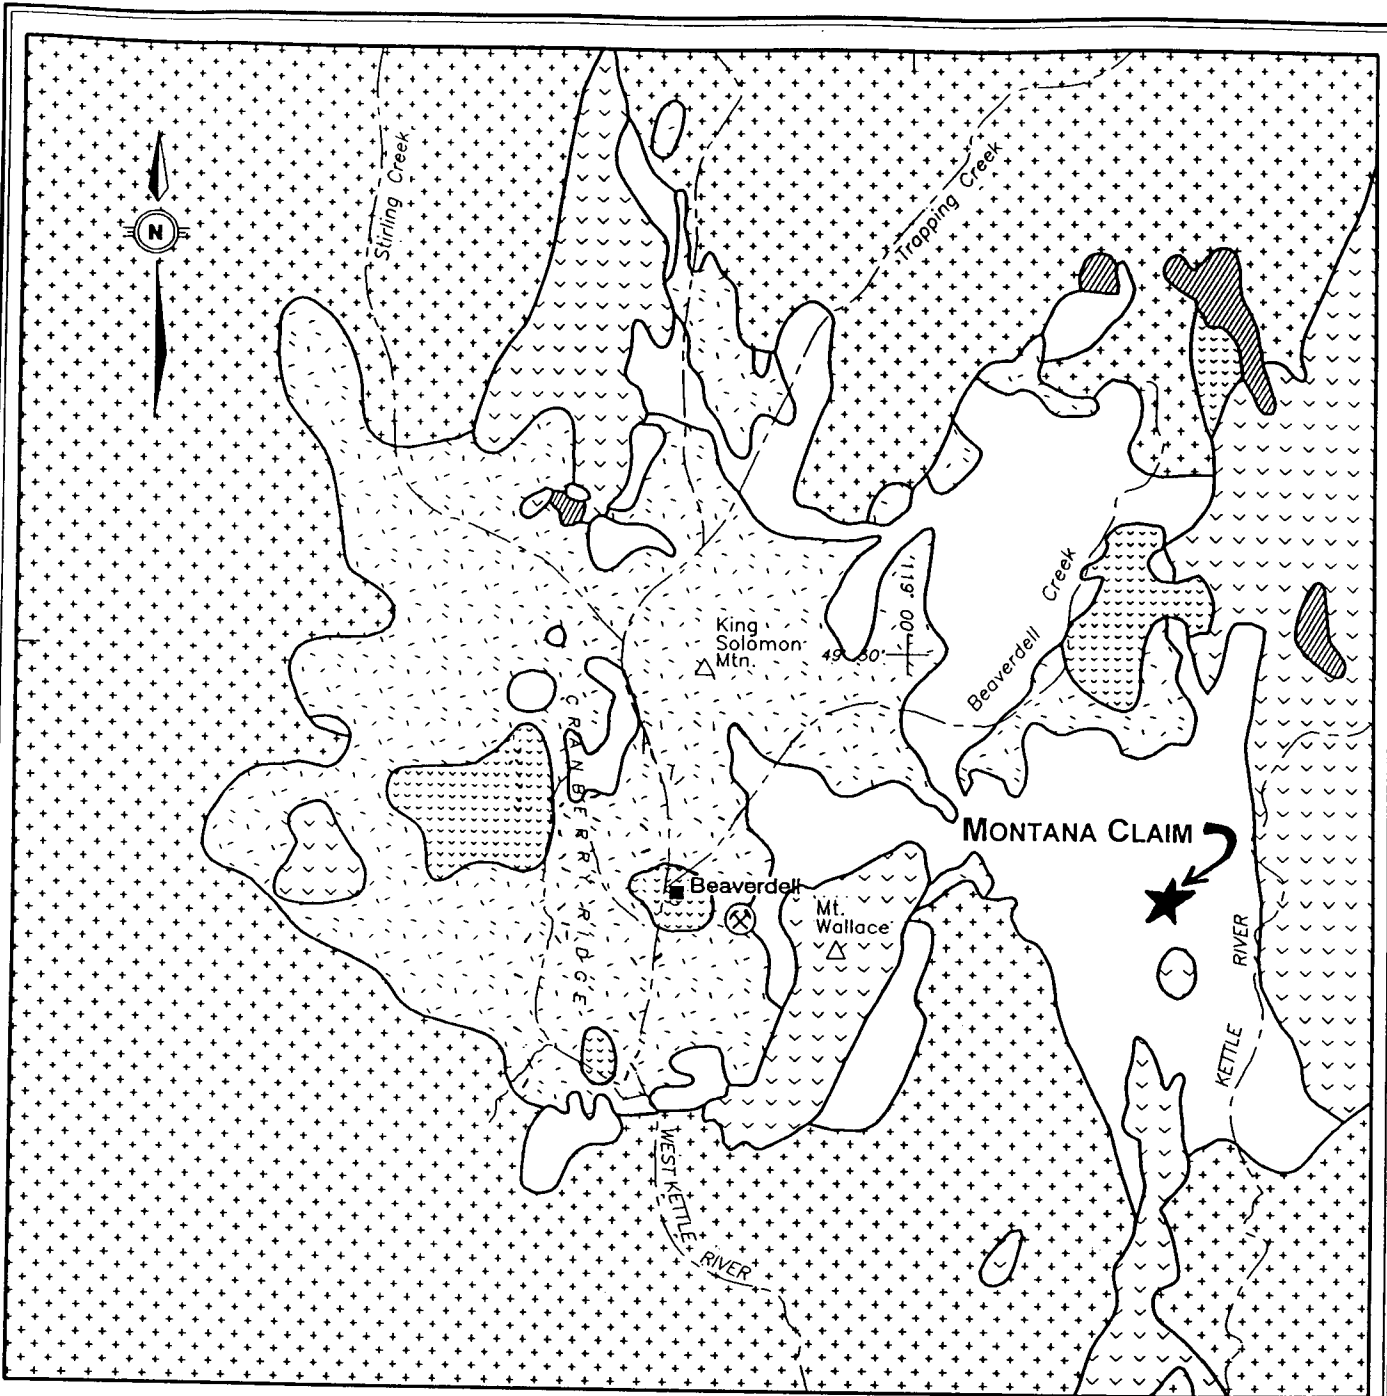 Stirling Creek
Trapping Creek
N
Beaverdell Creek
119° 00'
49° 30'
King
Solomon
Mtn.
CRANBERRY RIDGE
MONTANA CLAIM
Beaverdell
Mt.
Wallace
KETTLE RIVER
WEST KETTLE RIVER